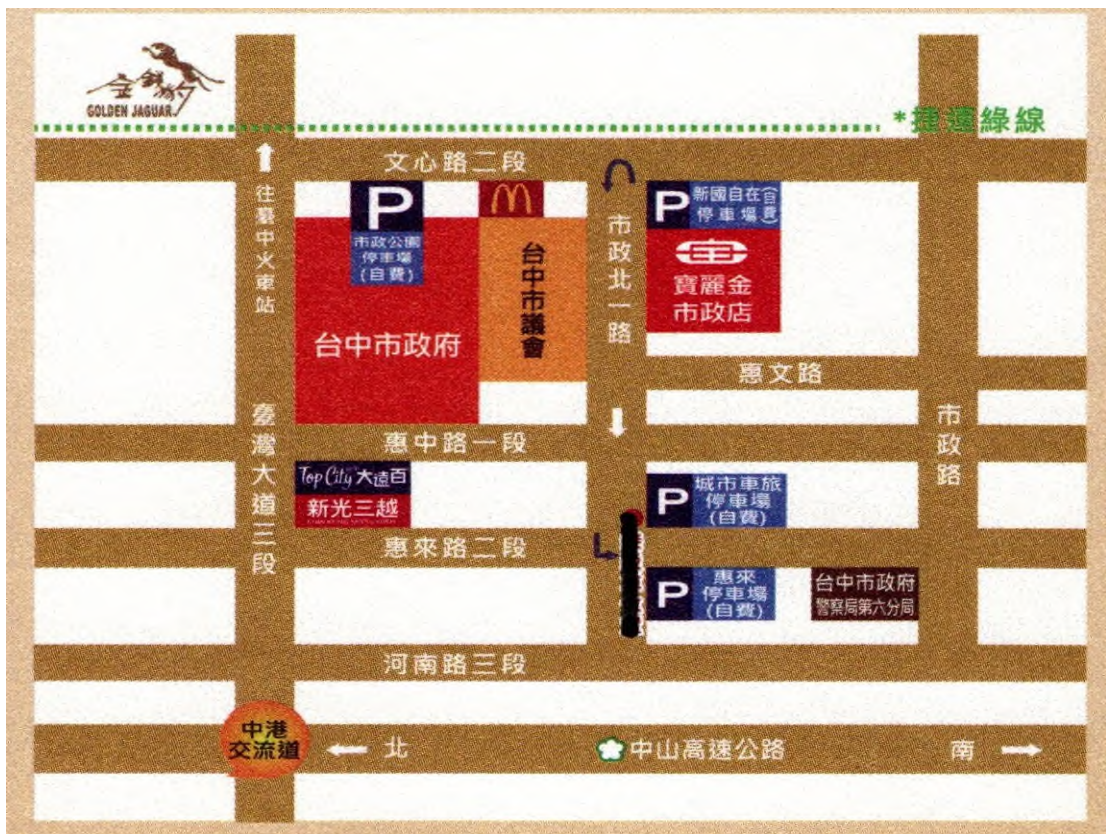 金錢豹
GOLDEN JAGUAR
*捷運綠線
文心路二段
往臺中火車站
P
市政公園
停車場
(自費)
台中市政府
台中市議會
市政北一路
P
新國自在
停車場
(自費)
寶麗金
市政店
惠文路
臺灣大道三段
惠中路一段
市政路
Top City 大遠百
新光三越
P
城市車旅
停車場
(自費)
惠來路二段
P
惠來
停車場
(自費)
台中市政府
警察局第六分局
河南路三段
中港
交流道
北
中山高速公路
南